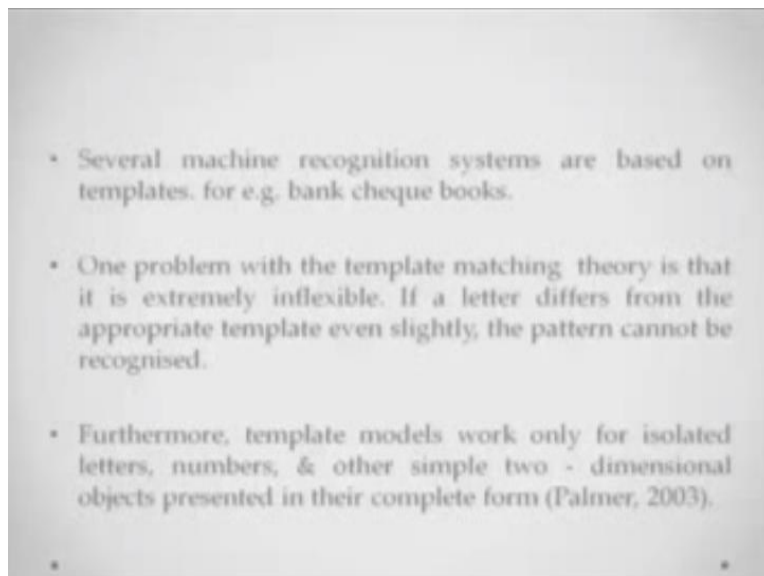 • Several machine recognition systems are based on
templates. for e.g. bank cheque books.
• One problem with the template matching theory is that
it is extremely inflexible. If a letter differs from the
appropriate template even slightly, the pattern cannot be
recognised.
• Furthermore, template models work only for isolated
letters, numbers, & other simple two - dimensional
objects presented in their complete form (Palmer, 2003).